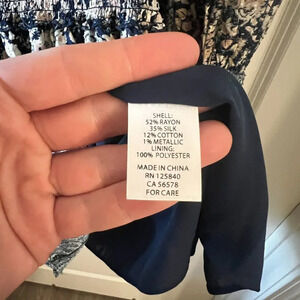 SHELL:
52% RAYON
35% SILK
12% COTTON
1% METALLIC
LINING:
100% POLYESTER
MADE IN CHINA
RN 125840
CA 56578
FOR CARE